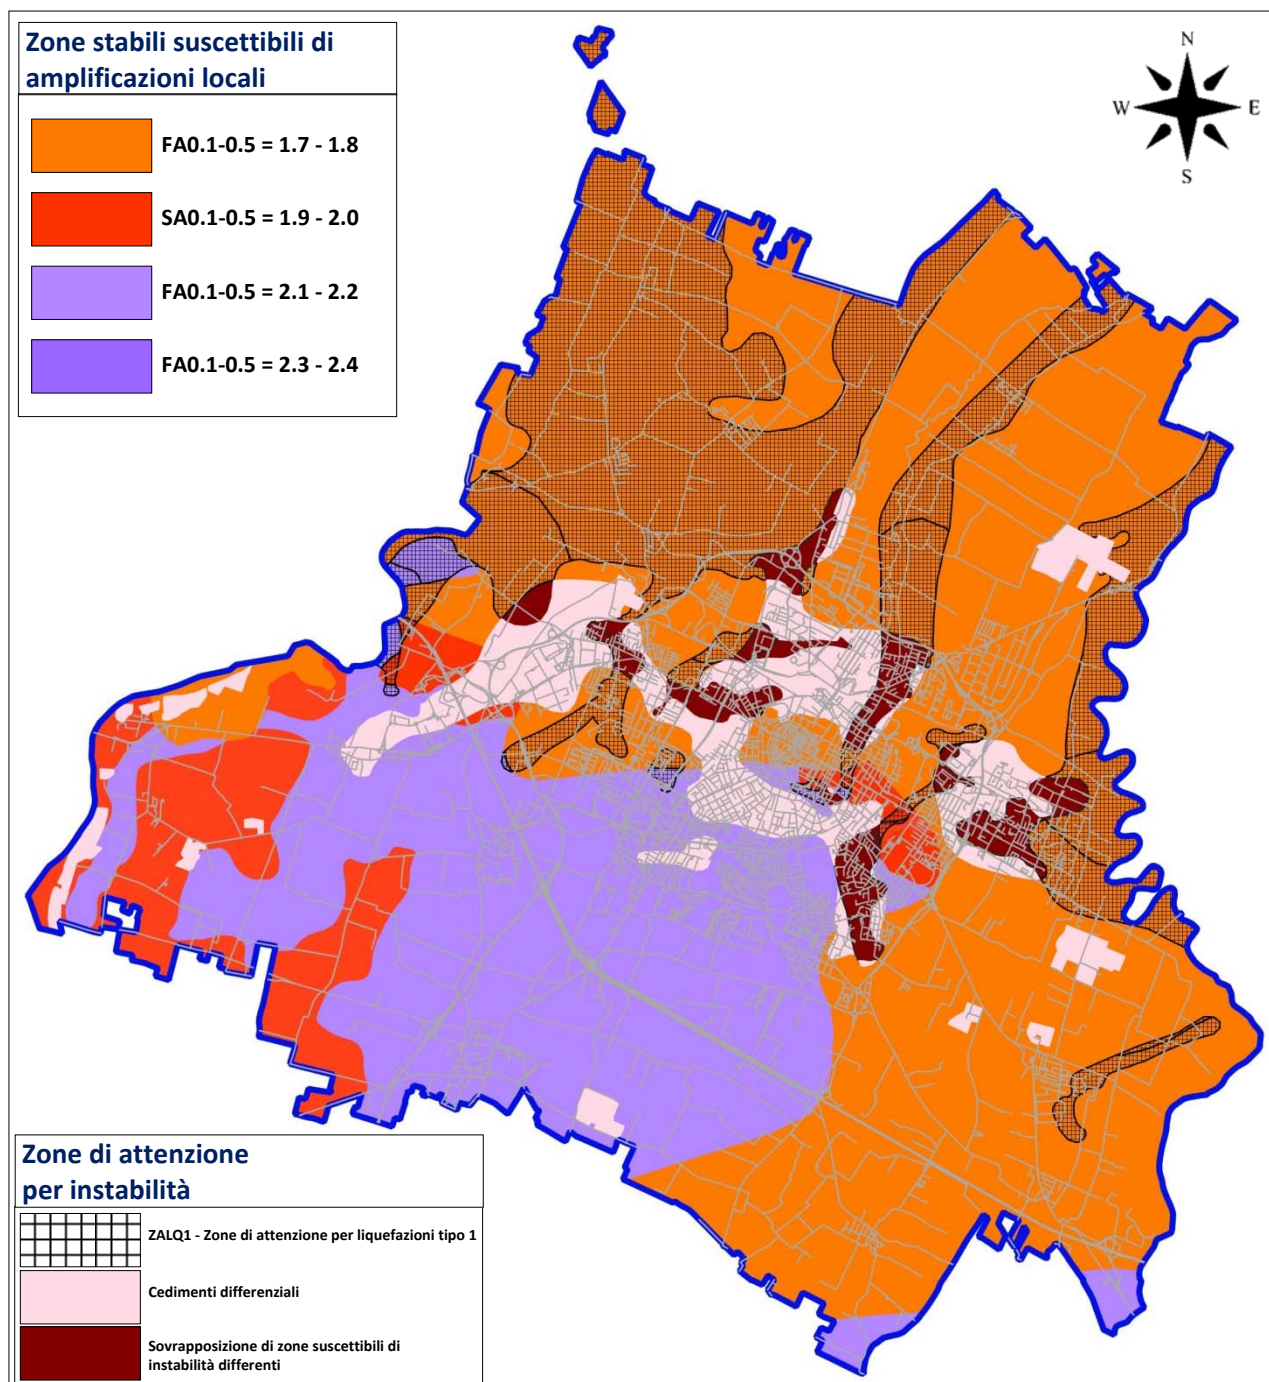 Zone stabili suscettibili di
amplificazioni locali
FA0.1-0.5 = 1.7 - 1.8
SA0.1-0.5 = 1.9 - 2.0
FA0.1-0.5 = 2.1 - 2.2
FA0.1-0.5 = 2.3 - 2.4
N
W
E
S
Zone di attenzione
per instabilità
ZALQ1 - Zone di attenzione per liquefazioni tipo 1
Cedimenti differenziali
Sovrapposizione di zone suscettibili di
instabilità differenti